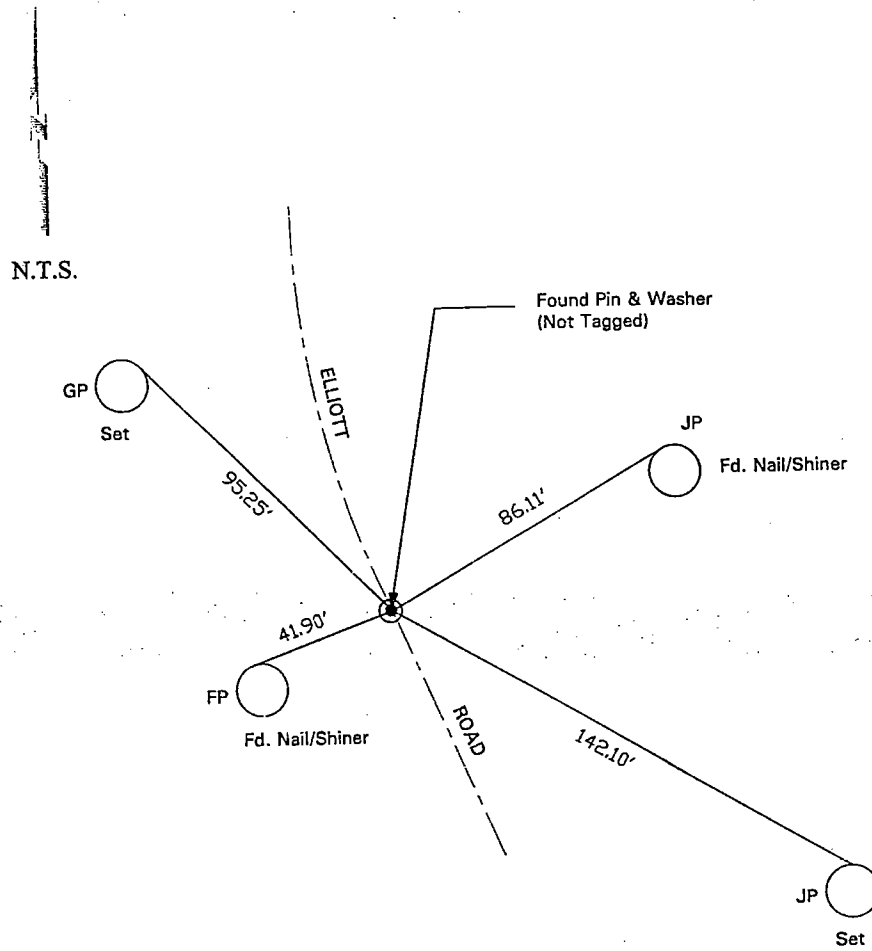 N.T.S.
Found Pin & Washer
(Not Tagged)
ELLIOTT
GP
Set
JP
Fd. Nail/Shiner
95.25'
86.11'
41.90'
FP
Fd. Nail/Shiner
ROAD
142.10'
JP
Set